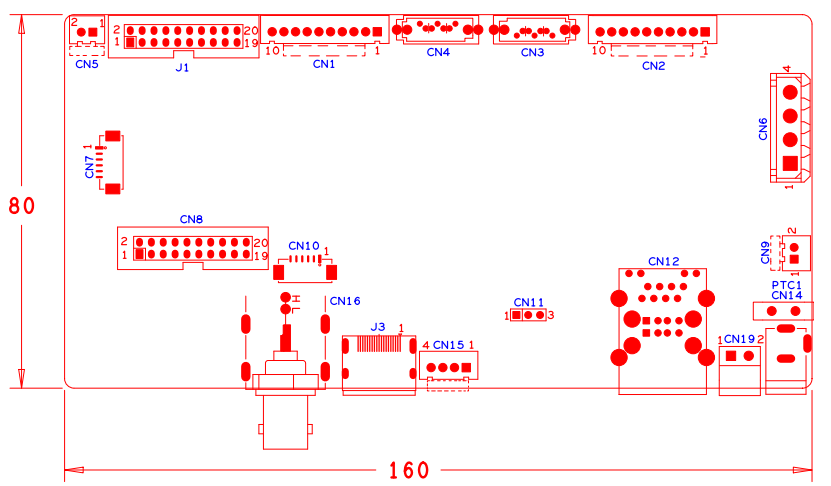 2 1
CN5
2 20
1 19
J1
10 1
CN1
CN4
CN3
10 1
CN2
4
CN6
1
1
CN7
80
CN8
2 20
1 19
CN10
1
2
CN9
1
CN12
PTC1
CN14
H
L
CN16
CN11
1 3
J3
1
4 CN15 1
1 CN19 2
160